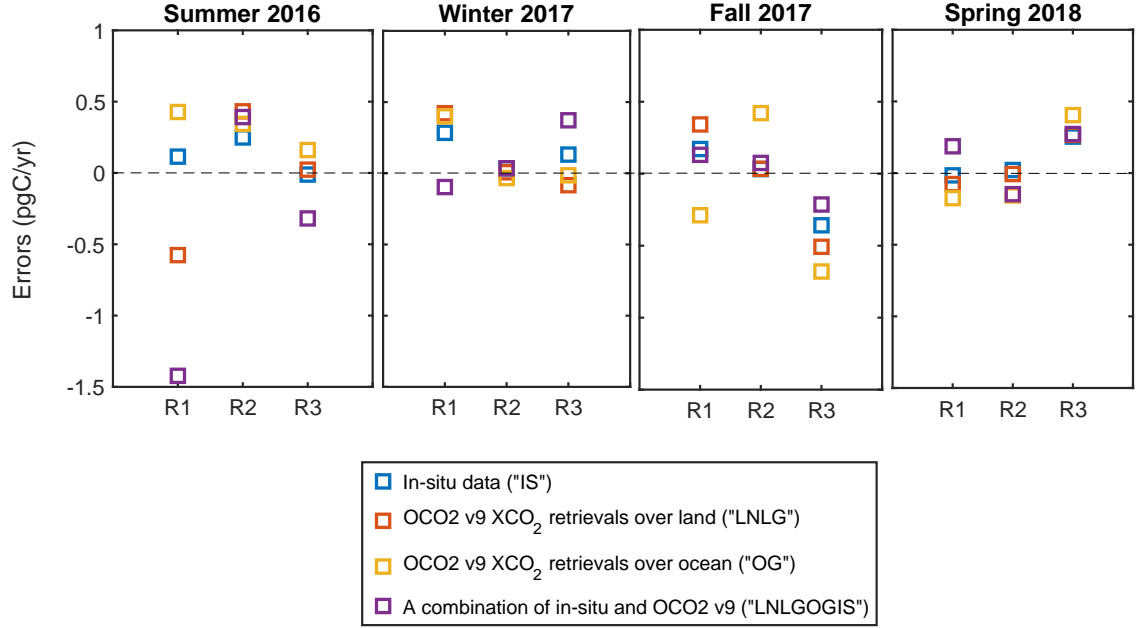 Summer 2016 Winter 2017 Fall 2017 Spring 2018
1
0.5
0
-0.5
-1
-1.5
Errors (pgC/yr)
R1 R2 R3 R1 R2 R3 R1 R2 R3 R1 R2 R3
In-situ data ("IS")
OCO2 v9 XCO2 retrievals over land ("LNLG")
OCO2 v9 XCO2 retrievals over ocean ("OG")
A combination of in-situ and OCO2 v9 ("LNLGOGIS")